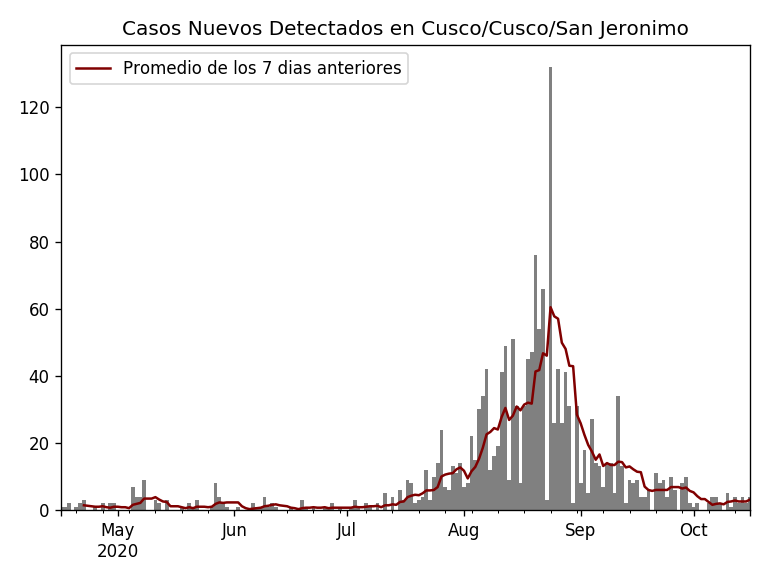 Casos Nuevos Detectados en Cusco/Cusco/San Jeronimo
Promedio de los 7 dias anteriores
120
100
80
60
40
20
0
May Jun Jul Aug Sep Oct
2020